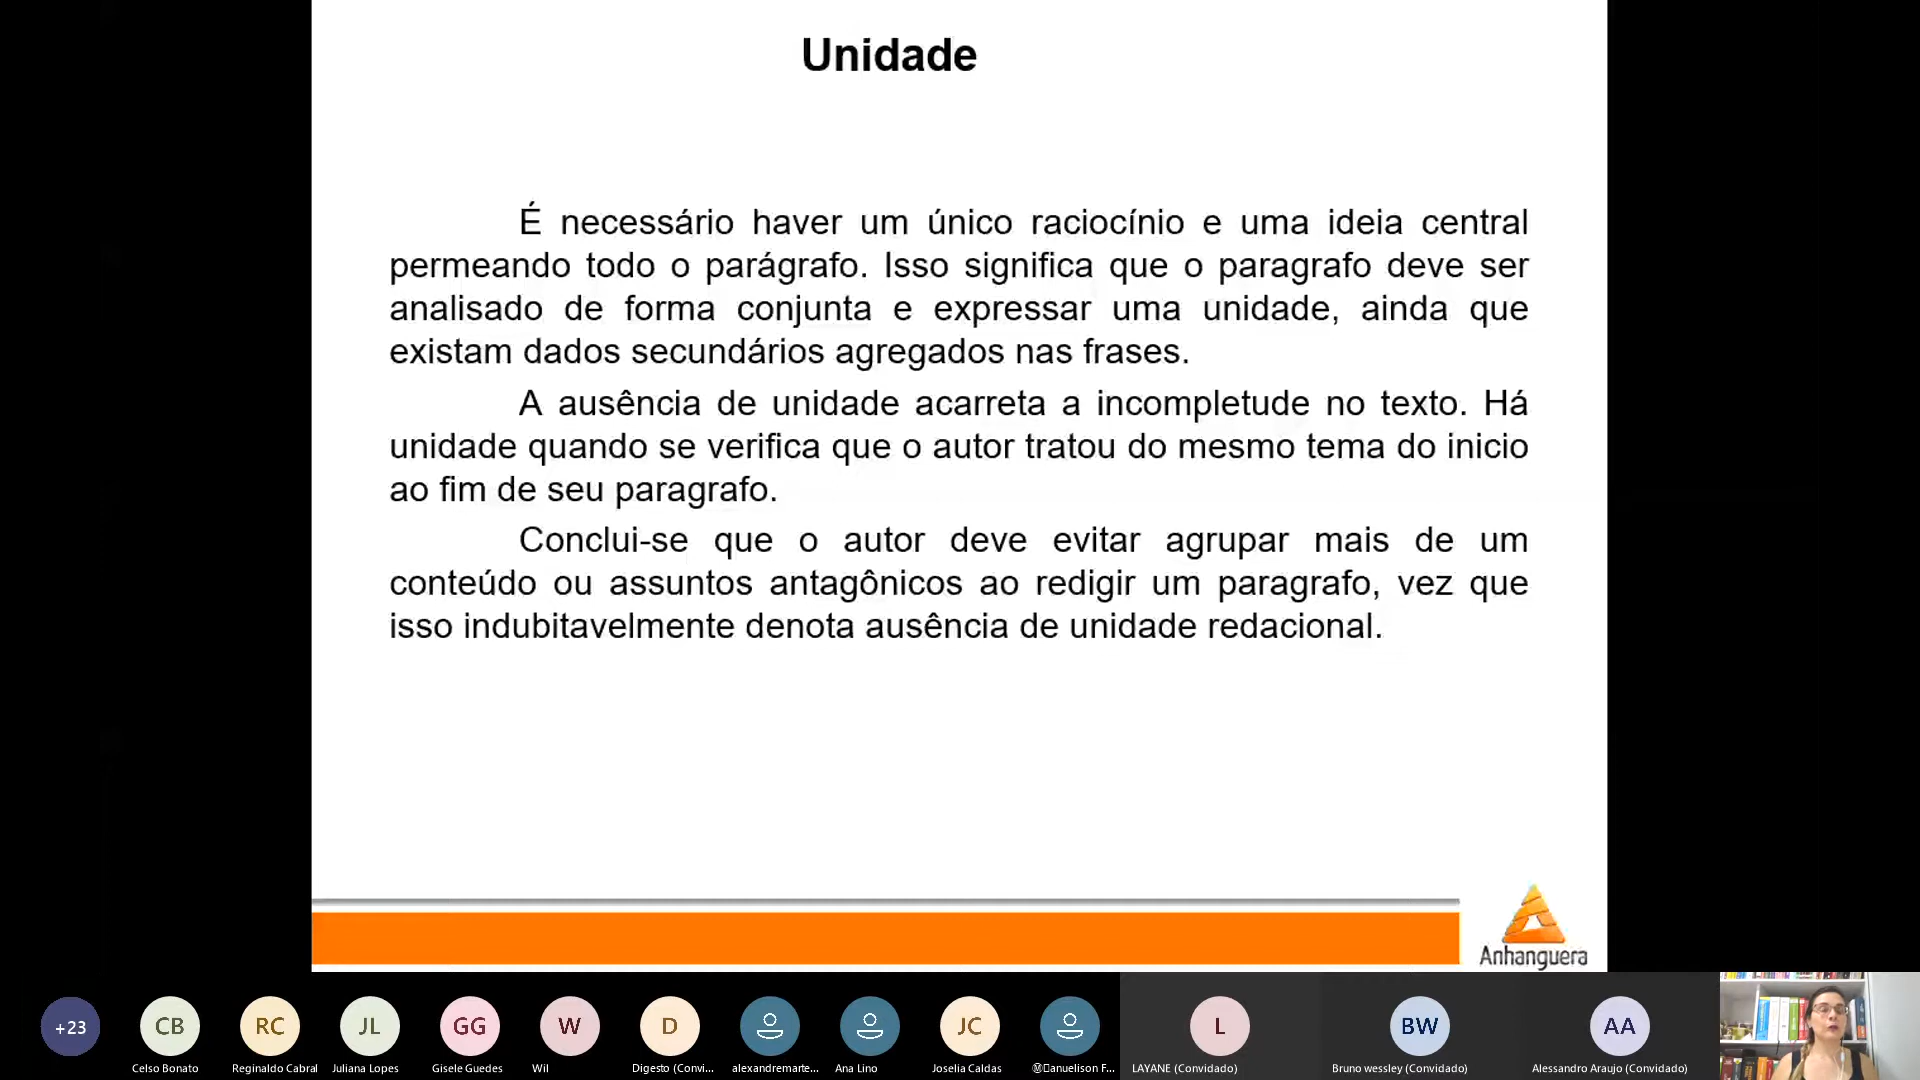 Unidade
É necessário haver um único raciocínio e uma ideia central
permeando todo o parágrafo. Isso significa que o paragrafo deve ser
analisado de forma conjunta e expressar uma unidade, ainda que
existam dados secundários agregados nas frases.
A ausência de unidade acarreta a incompletude no texto. Há
unidade quando se verifica que o autor tratou do mesmo tema do inicio
ao fim de seu paragrafo.
Conclui-se que o autor deve evitar agrupar mais de um
conteúdo ou assuntos antagônicos ao redigir um paragrafo, vez que
isso indubitavelmente denota ausência de unidade redacional.
Anhanguera
+23 CB RC JL GG W D JC L BW AA
Celso Bonato Reginaldo Cabral Juliana Lopes Gisele Guedes Wil Digesto (Convi... alexandremarte... Ana Lino Joselia Caldas anuelison F... LAYANE (Convidado) Bruno wessley (Convidado) Alessandro Araujo (Convidado)